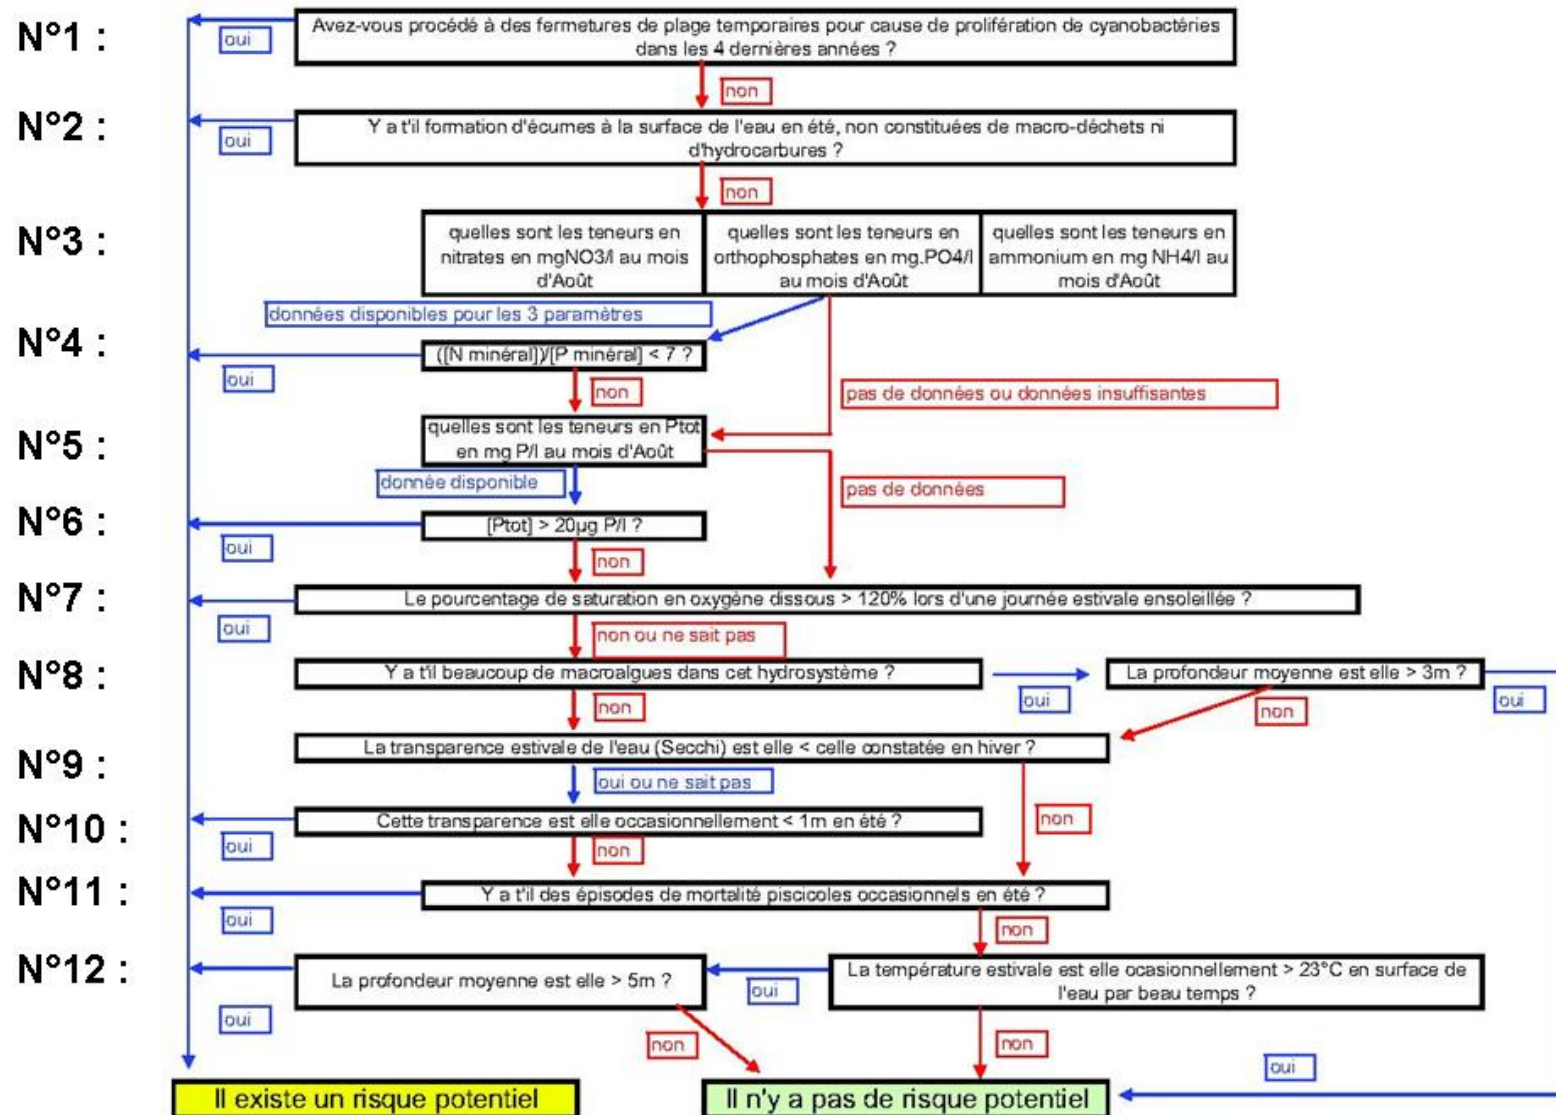 N°1 :
Avez-vous procédé à des fermetures de plage temporaires pour cause de prolifération de cyanobactéries
dans les 4 dernières années ?
oui
non
N°2 :
Y a t'il formation d'écumes à la surface de l'eau en été, non constituées de macro-déchets ni
d'hydrocarbures ?
oui
non
N°3 :
quelles sont les teneurs en
nitrates en mgNO3/l au mois
d'Août
quelles sont les teneurs en
orthophosphates en mg.PO4/l
au mois d'Août
quelles sont les teneurs en
ammonium en mg NH4/l au
mois d'Août
données disponibles pour les 3 paramètres
N°4 :
([N minéral])/[P minéral] < 7 ?
oui
non
pas de données ou données insuffisantes
N°5 :
quelles sont les teneurs en Ptot
en mg P/l au mois d'Août
donnée disponible
pas de données
N°6 :
[Ptot] > 20µg P/l ?
oui
non
N°7 :
Le pourcentage de saturation en oxygène dissous > 120% lors d'une journée estivale ensoleillée ?
oui
non ou ne sait pas
N°8 :
Y a t'il beaucoup de macroalgues dans cet hydrosystème ?
oui
La profondeur moyenne est elle > 3m ?
oui
non
non
N°9 :
La transparence estivale de l'eau (Secchi) est elle < celle constatée en hiver ?
oui ou ne sait pas
non
N°10 :
Cette transparence est elle occasionnellement < 1m en été ?
oui
non
N°11 :
Y a t'il des épisodes de mortalité piscicoles occasionnels en été ?
oui
non
N°12 :
La profondeur moyenne est elle > 5m ?
oui
La température estivale est elle ocasionnellement > 23°C en surface de
l'eau par beau temps ?
oui
non
non
oui
Il existe un risque potentiel
Il n'y a pas de risque potentiel